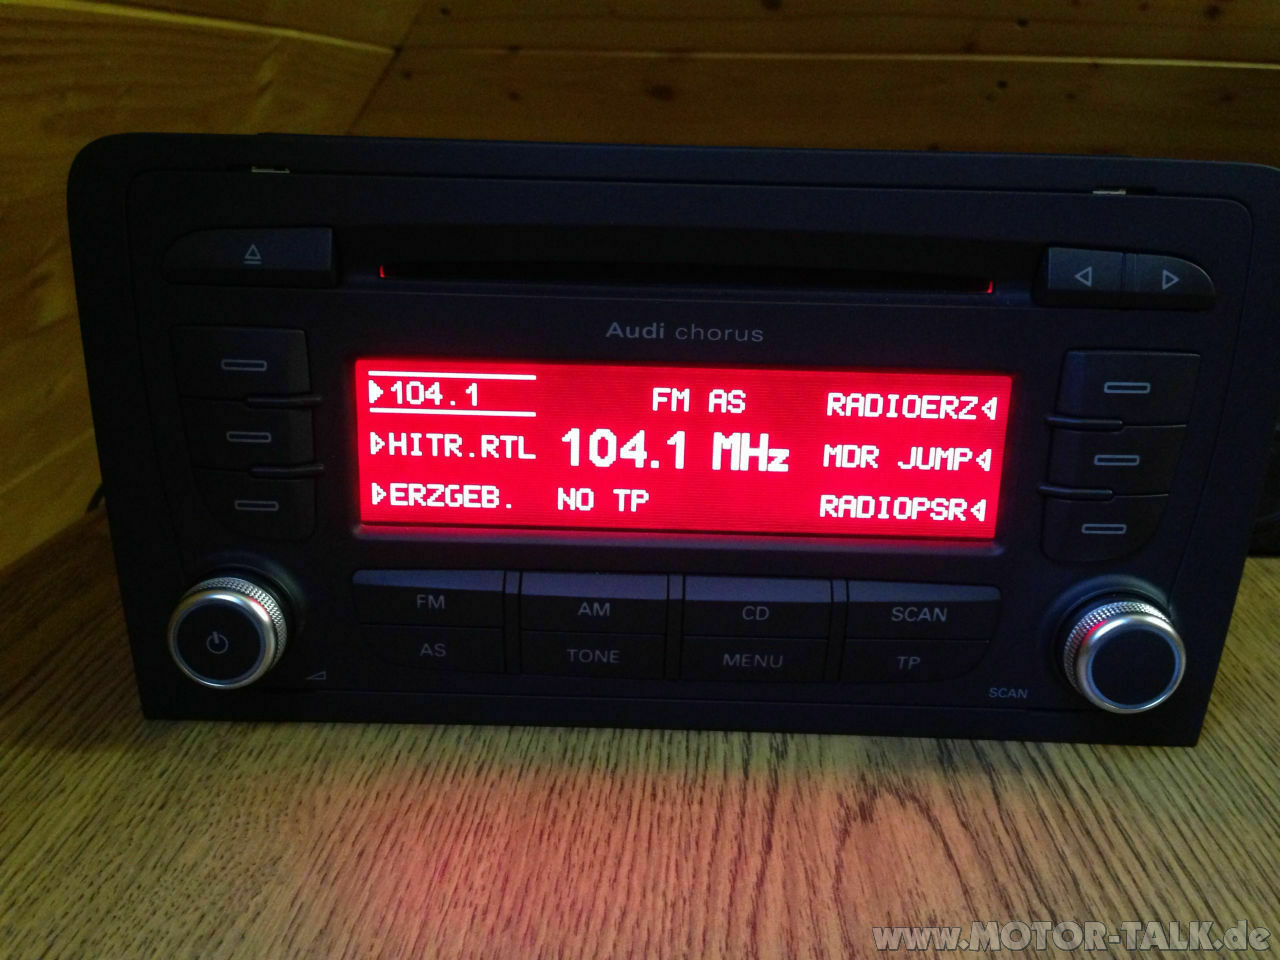 Audi chorus
104.1 FM AS RADIOERZ
HITR.RTL 104.1 MHz MDR JUMP
ERZGEB. NO TP RADIOPSR
FM AM CD SCAN
AS TONE MENU TP
SCAN
www.MOTOR-TALK.de